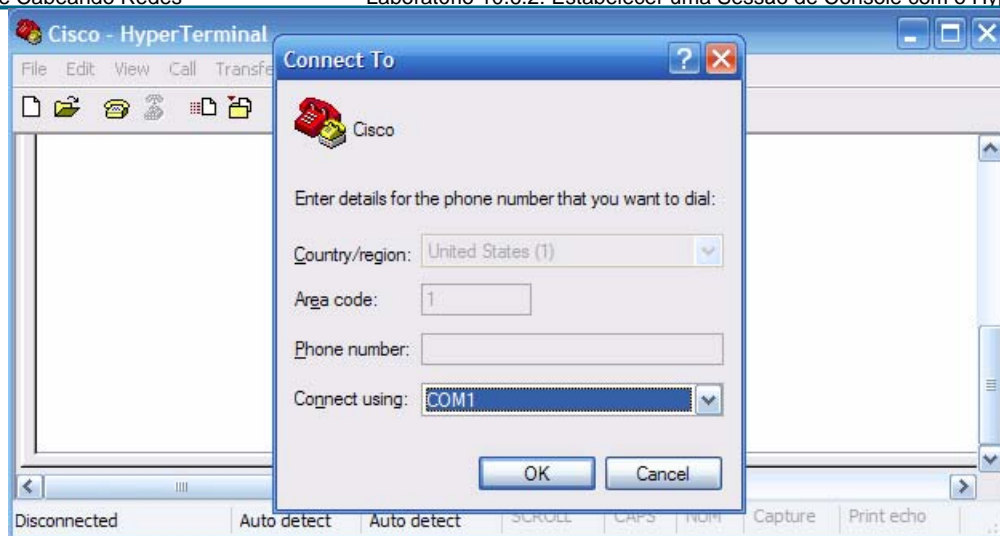 e Cabeando Redes
Laboratório 10.6.2: Estabelecer uma Sessão de Console com o Hy
Cisco - HyperTerminal
File Edit View Call Transfe
Connect To
Cisco
Enter details for the phone number that you want to dial:
Country/region: United States (1)
Area code: 1
Phone number:
Connect using: COM1
OK Cancel
Disconnected Auto detect Auto detect SCROLL CAPS NUM Capture Print echo